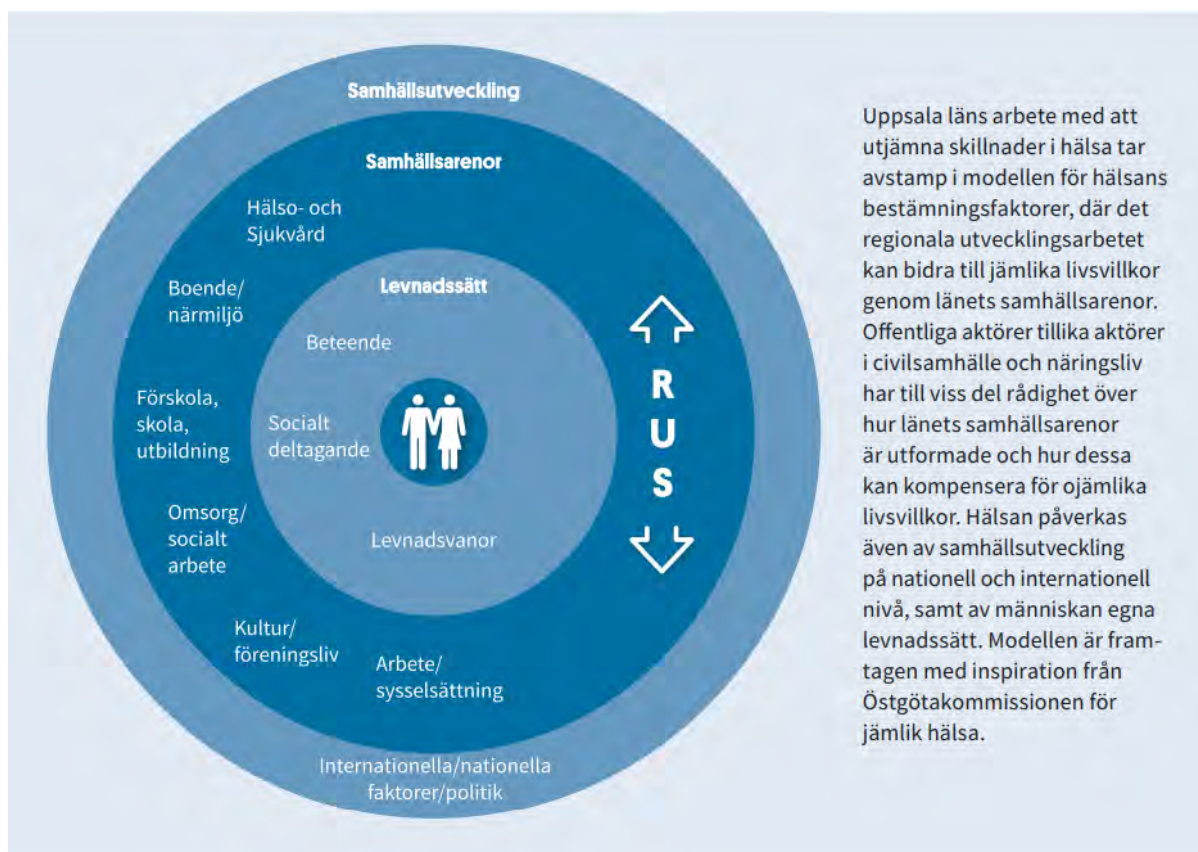 Samhällsutveckling
Samhällsarenor
Hälso- och
Sjukvård
Boende/
närmiljö
Förskola,
skola,
utbildning
Omsorg/
socialt
arbete
Kultur/
föreningsliv
Arbete/
sysselsättning
Levnadssätt
Beteende
Socialt
deltagande
Levnadsvanor
R
U
S
Internationella/nationella
faktorer/politik
Uppsala läns arbete med att
utjämna skillnader i hälsa tar
avstamp i modellen för hälsans
bestämningsfaktorer, där det
regionala utvecklingsarbetet
kan bidra till jämlika livsvillkor
genom länets samhällsarenor.
Offentliga aktörer tillika aktörer
i civilsamhälle och näringsliv
har till viss del rådighet över
hur länets samhällsarenor
är utformade och hur dessa
kan kompensera för ojämlika
livsvillkor. Hälsan påverkas
även av samhällsutveckling
på nationell och internationell
nivå, samt av människan egna
levnadssätt. Modellen är fram-
tagen med inspiration från
Östgötakommissionen för
jämlik hälsa.